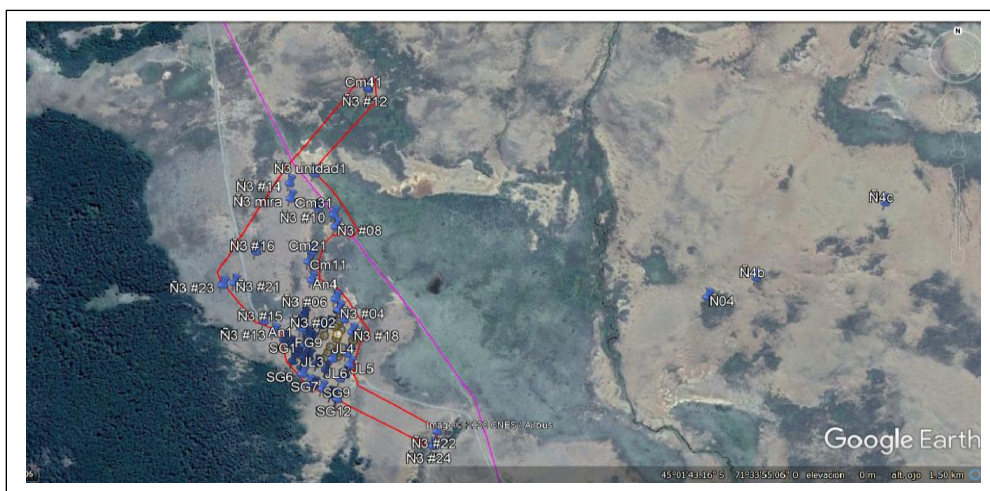 N
Cm41
Ñ3 #12
Ñ3 unidad1
Ñ3 #14
Ñ3 mira
Cm31
Ñ3 #10
Ñ3 #08
Ñ4c
Ñ3 #16
Cm21
Cm11
Ñ4b
Ñ3 #23
Ñ3 #21
An4
Ñ04
Ñ3 #06
Ñ3 #04
Ñ3 #15
Ñ3 #02
Ñ3 #13
An1
Ñ3 #18
SG1
JL4
JL3
JL5
SG6
JL6
SG7
SG9
SG12
CNES / Airbus
Ñ3 #22
Ñ3 #24
Google Earth
45°01'43.16" S 71°33'55.06" O elevación 0 m alt. ojo 1.50 km